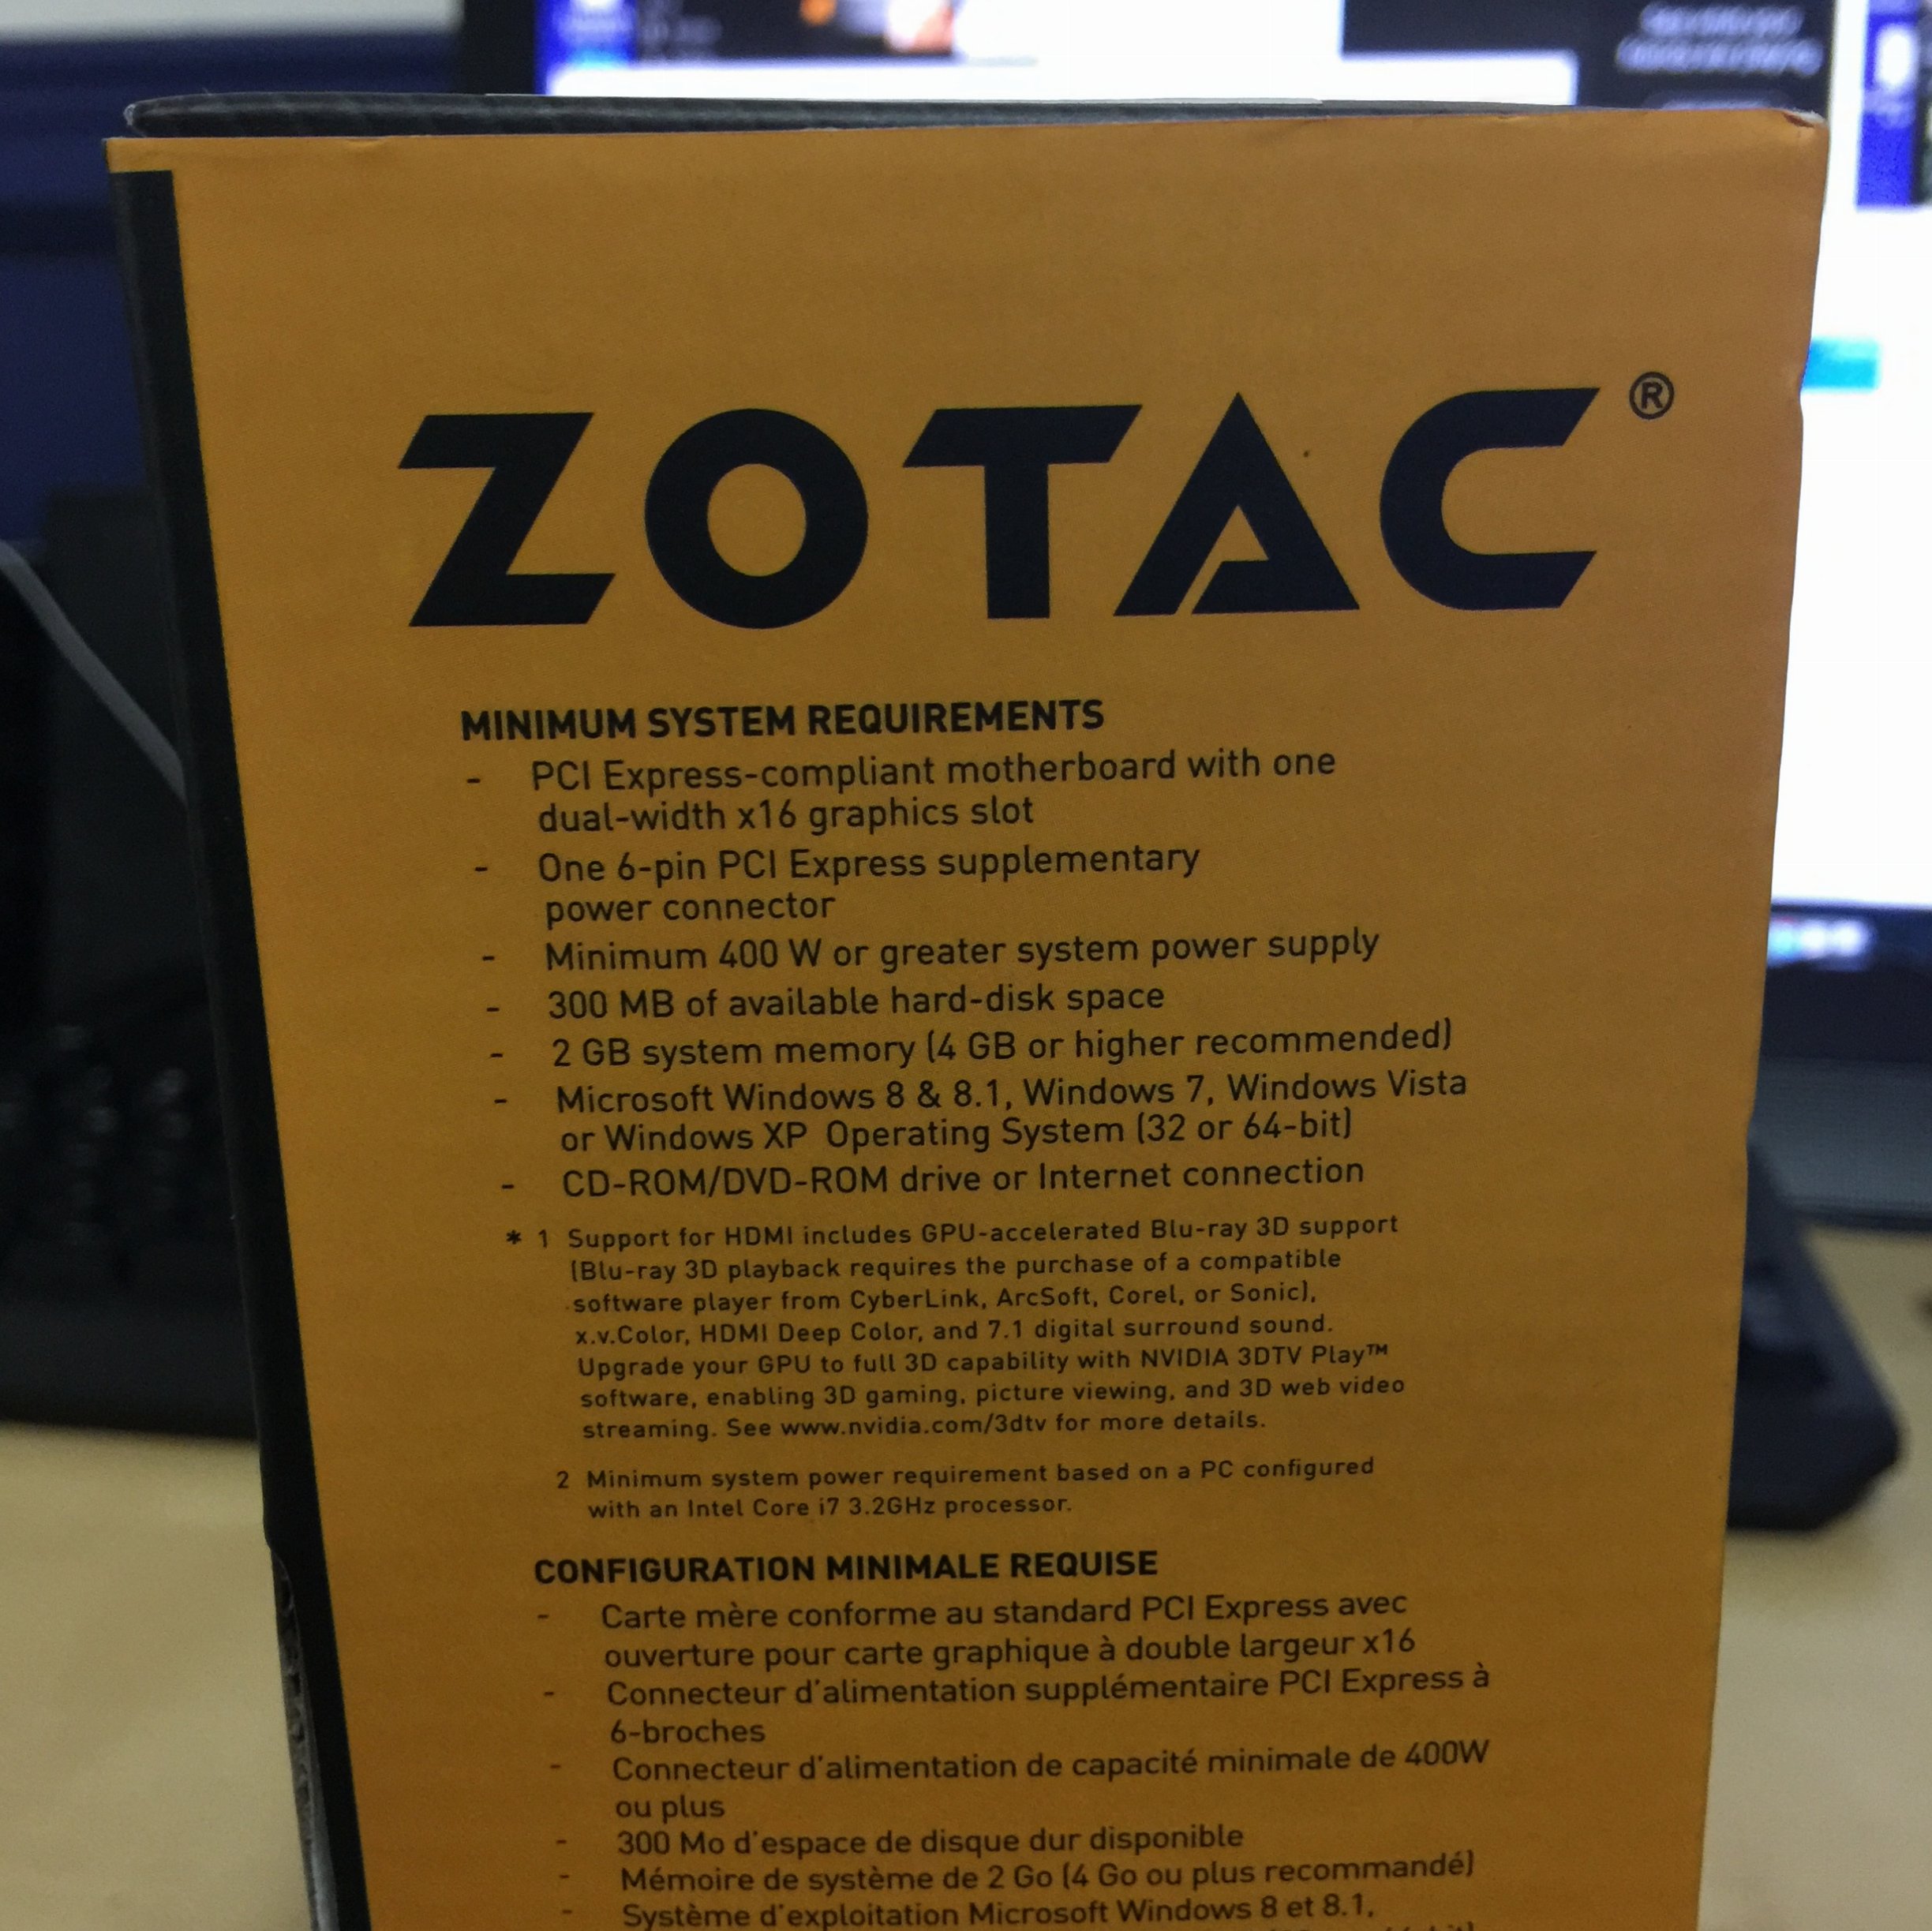 ZOTAC®
MINIMUM SYSTEM REQUIREMENTS
- PCI Express-compliant motherboard with one
dual-width x16 graphics slot
- One 6-pin PCI Express supplementary
power connector
- Minimum 400 W or greater system power supply
- 300 MB of available hard-disk space
- 2 GB system memory (4 GB or higher recommended)
- Microsoft Windows 8 & 8.1, Windows 7, Windows Vista
or Windows XP Operating System (32 or 64-bit)
- CD-ROM/DVD-ROM drive or Internet connection
* 1 Support for HDMI includes GPU-accelerated Blu-ray 3D support
(Blu-ray 3D playback requires the purchase of a compatible
software player from CyberLink, ArcSoft, Corel, or Sonic),
x.v.Color, HDMI Deep Color, and 7.1 digital surround sound.
Upgrade your GPU to full 3D capability with NVIDIA 3DTV Play™
software, enabling 3D gaming, picture viewing, and 3D web video
streaming. See www.nvidia.com/3dtv for more details.
2 Minimum system power requirement based on a PC configured
with an Intel Core i7 3.2GHz processor.
CONFIGURATION MINIMALE REQUISE
- Carte mère conforme au standard PCI Express avec
ouverture pour carte graphique à double largeur x16
- Connecteur d'alimentation supplémentaire PCI Express à
6-broches
- Connecteur d'alimentation de capacité minimale de 400W
ou plus
- 300 Mo d'espace de disque dur disponible
- Mémoire de système de 2 Go (4 Go ou plus recommandé)
- Système d'exploitation Microsoft Windows 8 et 8.1,